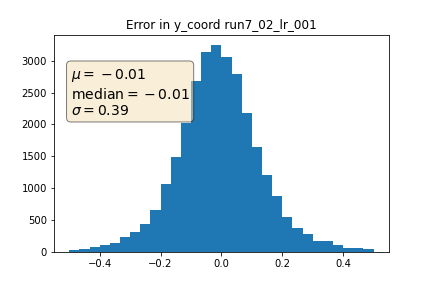 Error in y_coord run7_02_lr_001
3000
2500
2000
1500
1000
500
0
μ = −0.01
median = −0.01
σ = 0.39
−0.4 −0.2 0.0 0.2 0.4